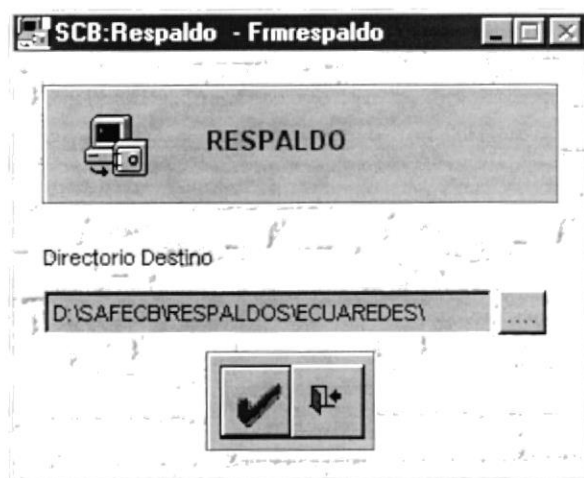 SCB:Respaldo - Frmrespaldo
RESPALDO
Directorio Destino
D:\SAFECB\RESPALDOS\ECUAREDES\
....